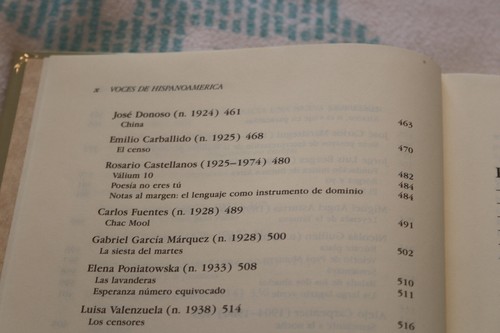 x VOCES DE HISPANOAMERICA
José Donoso (n. 1924) 461
China 463
Emilio Carballido (n. 1925) 468
El censo 470
Rosario Castellanos (1925–1974) 480
Válium 10 482
Poesía no eres tú 484
Notas al margen: el lenguaje como instrumento de dominio 484
Carlos Fuentes (n. 1928) 489
Chac Mool 491
Gabriel García Márquez (n. 1928) 500
La siesta del martes 502
Elena Poniatowska (n. 1933) 508
Las lavanderas 510
Esperanza número equivocado 511
Luisa Valenzuela (n. 1938) 514
Los censores 516